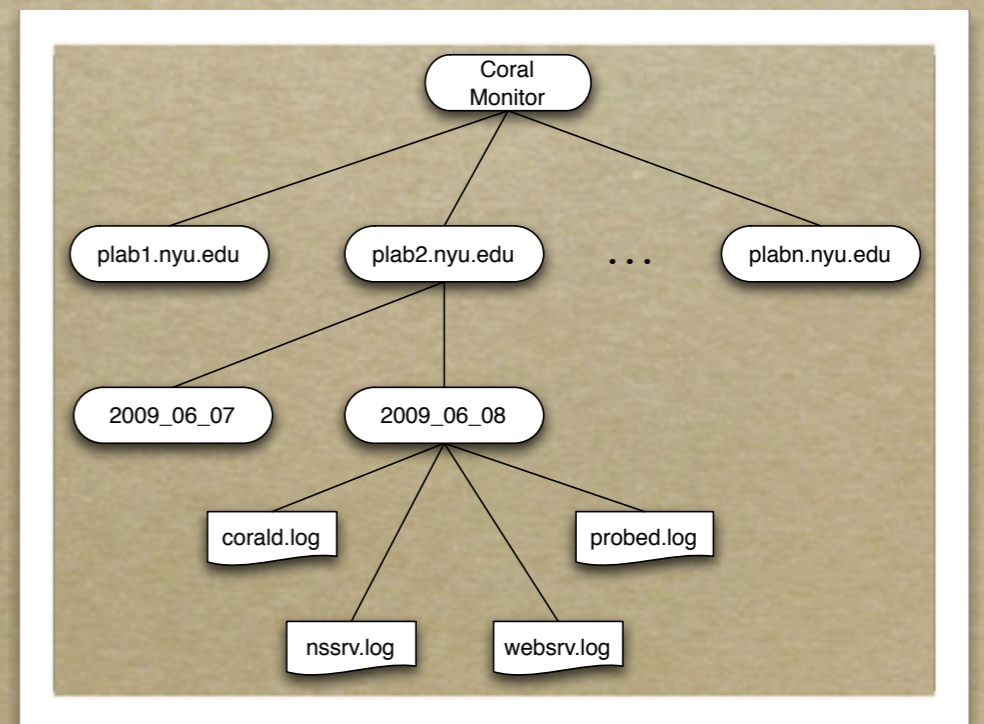 Coral
Monitor
plab1.nyu.edu
plab2.nyu.edu
...
plabn.nyu.edu
2009_06_07
2009_06_08
corald.log
probed.log
nssrv.log
websrv.log